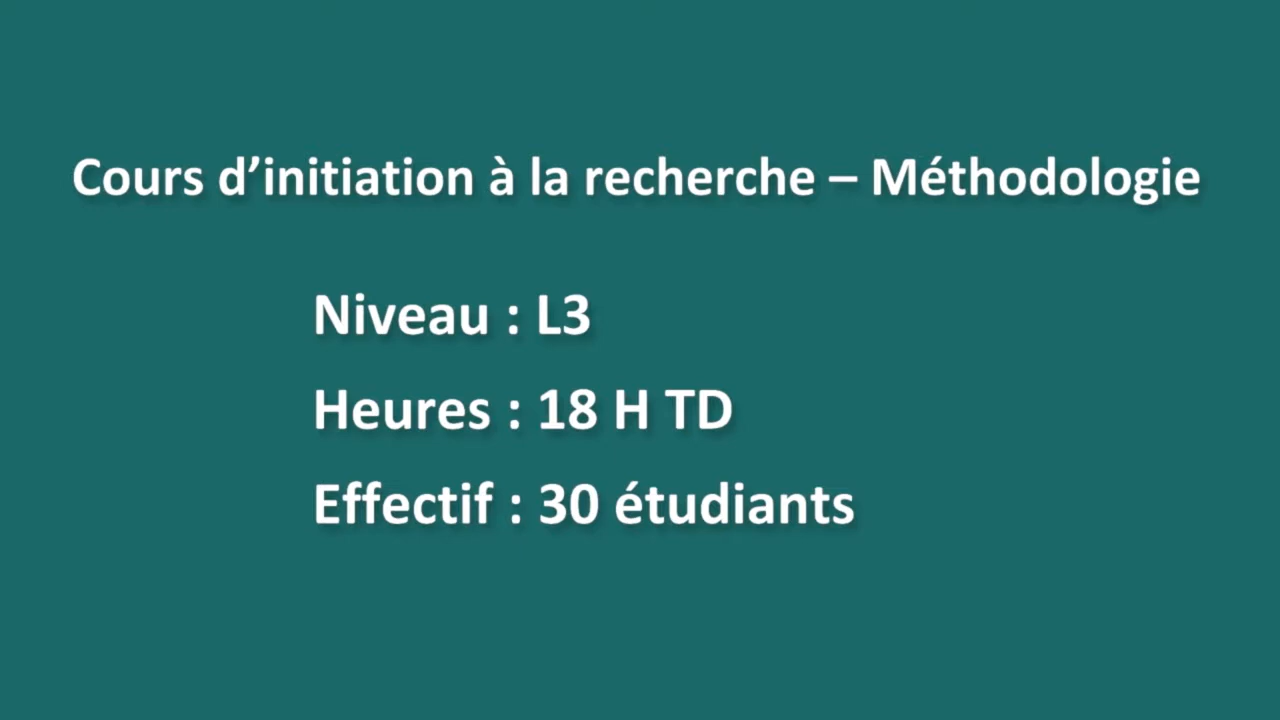 Cours d’initiation à la recherche – Méthodologie
Niveau : L3
Heures : 18 H TD
Effectif : 30 étudiants